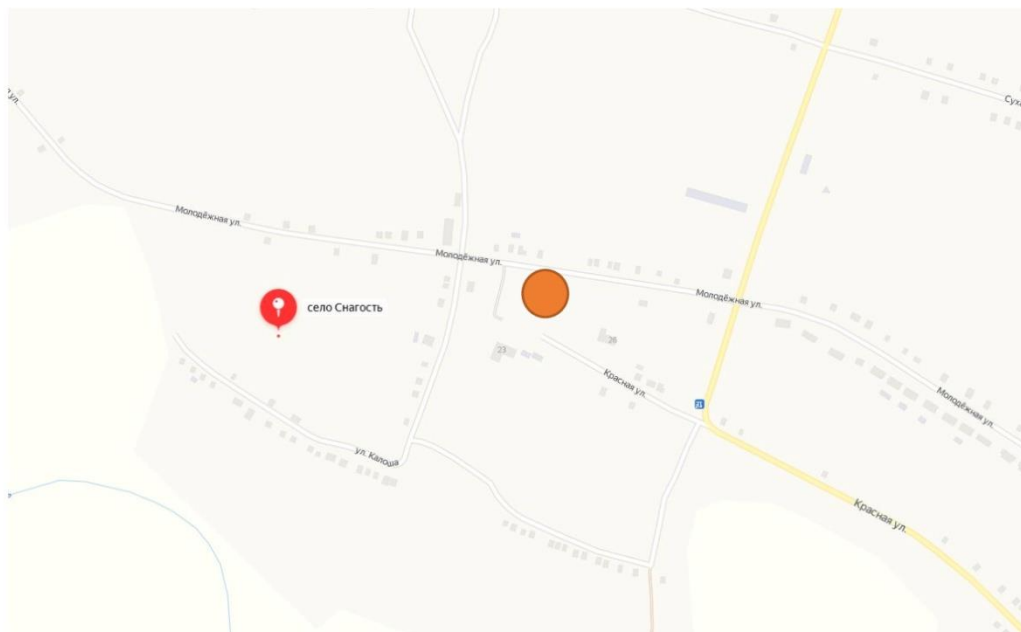 Молодёжная ул.
Молодёжная ул.
Молодёжная ул.
Молодёжная ул.
село Снагость
23
26
Красная ул.
ул. Калоша
Красная ул.